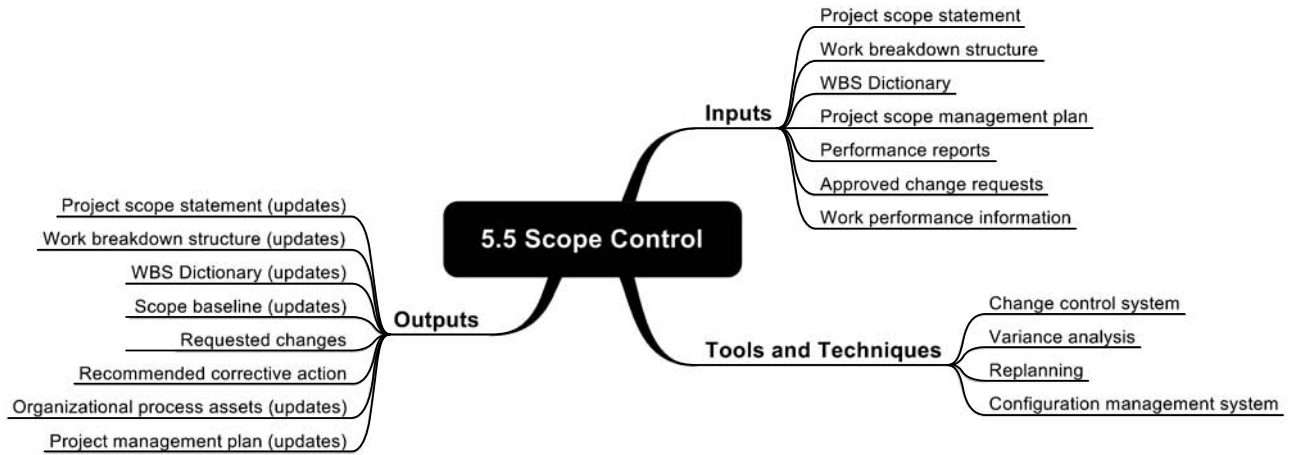 5.5 Scope Control
Inputs
Project scope statement
Work breakdown structure
WBS Dictionary
Project scope management plan
Performance reports
Approved change requests
Work performance information
Tools and Techniques
Change control system
Variance analysis
Replanning
Configuration management system
Outputs
Project scope statement (updates)
Work breakdown structure (updates)
WBS Dictionary (updates)
Scope baseline (updates)
Requested changes
Recommended corrective action
Organizational process assets (updates)
Project management plan (updates)